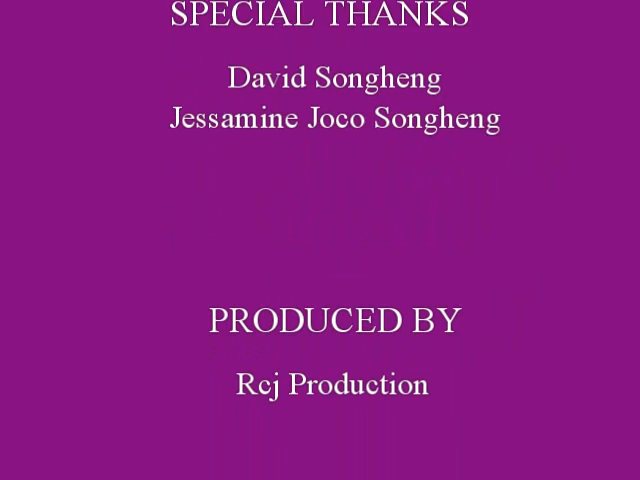 SPECIAL THANKS
David Songheng
Jessamine Joco Songheng
PRODUCED BY
Rcj Production